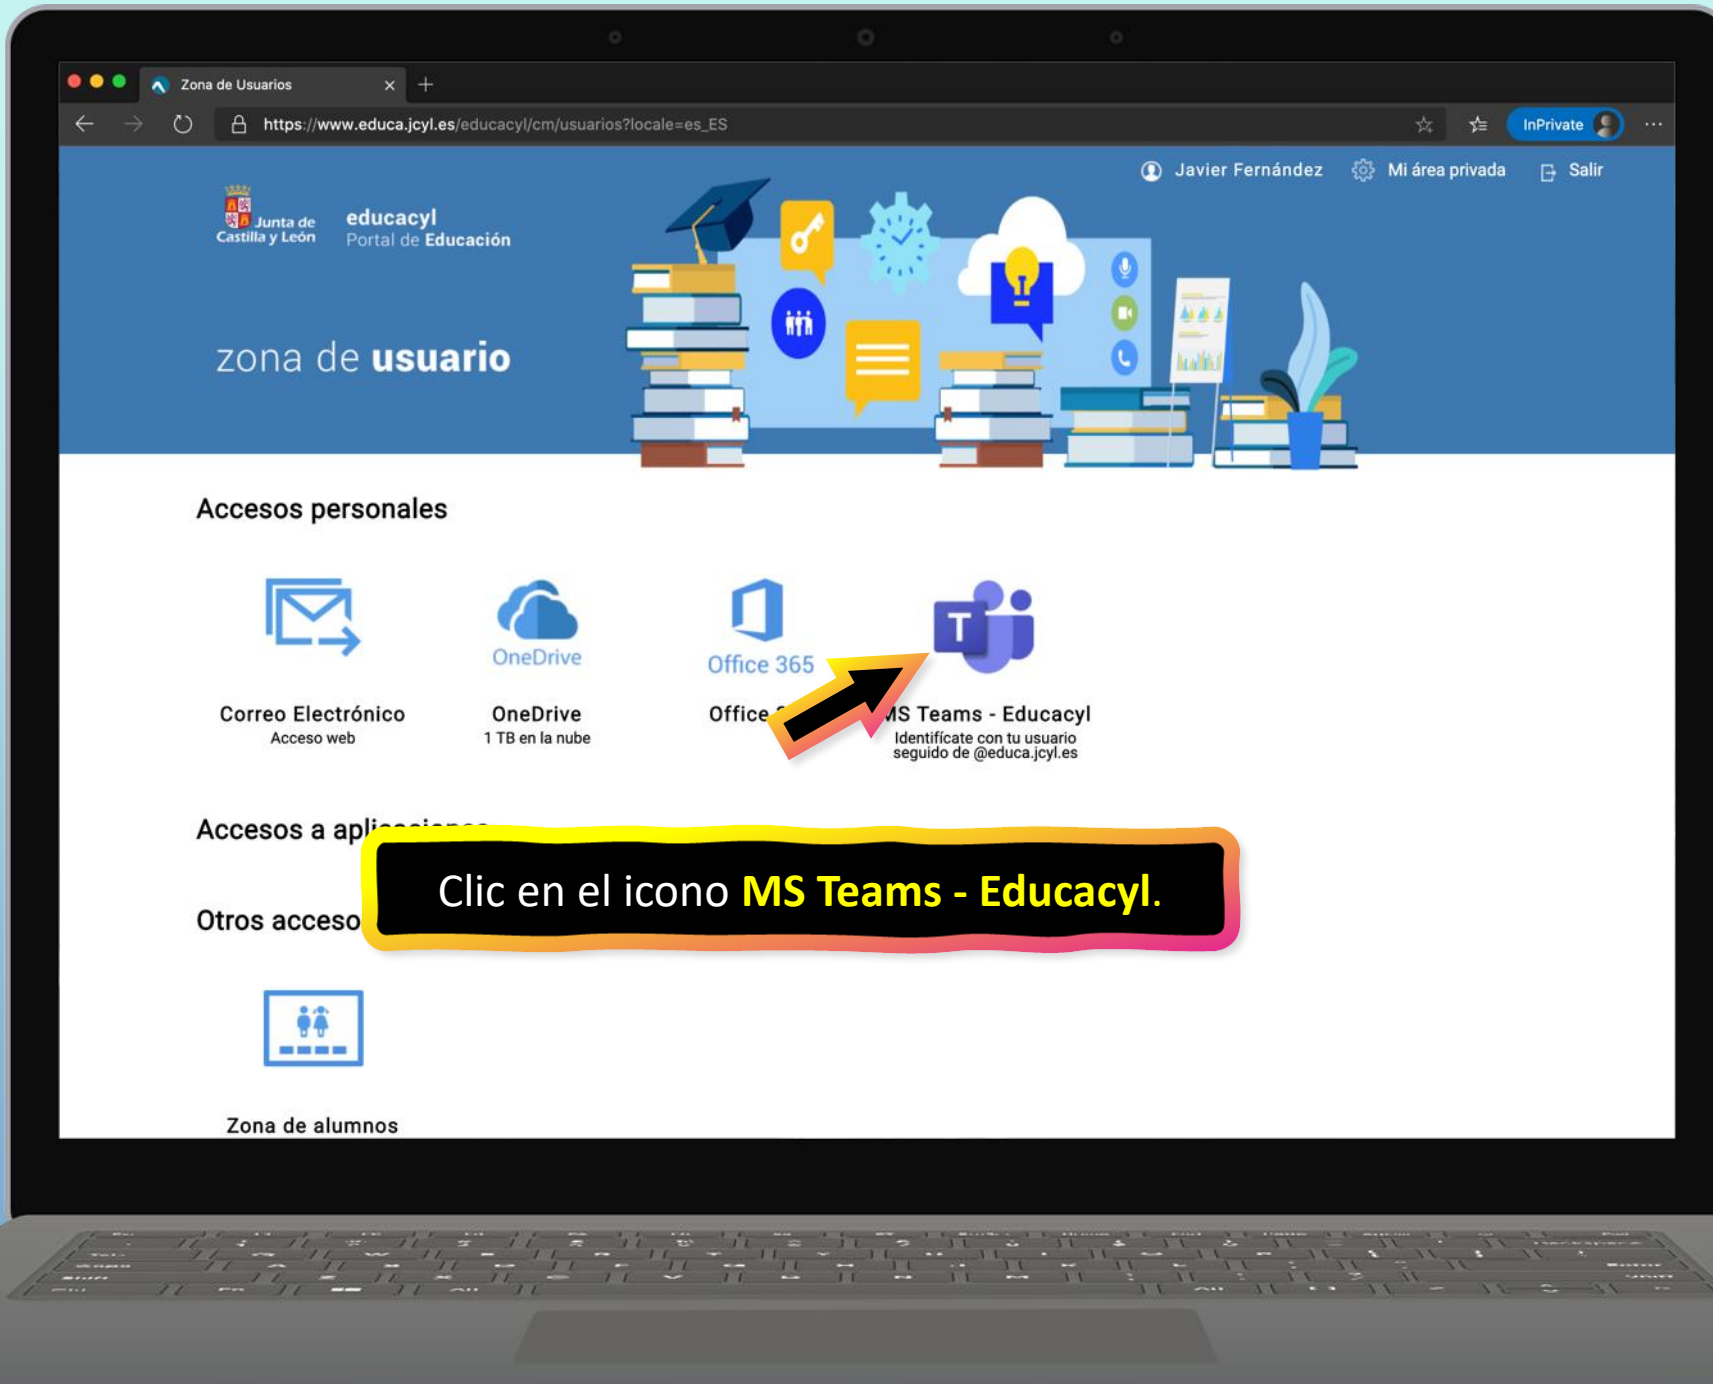 Zona de Usuarios
https://www.educa.jcyl.es/educacyl/cm/usuarios?locale=es_ES
InPrivate
Javier Fernández
Mi área privada
Salir
Junta de
Castilla y León
educacyl
Portal de Educación
zona de usuario
Accesos personales
OneDrive
Office 365
T
Correo Electrónico
Acceso web
OneDrive
1 TB en la nube
Office
MS Teams - Educacyl
Identifícate con tu usuario
seguido de @educa.jcyl.es
Accesos a
Clic en el icono MS Teams - Educacyl.
Otros acceso
Zona de alumnos